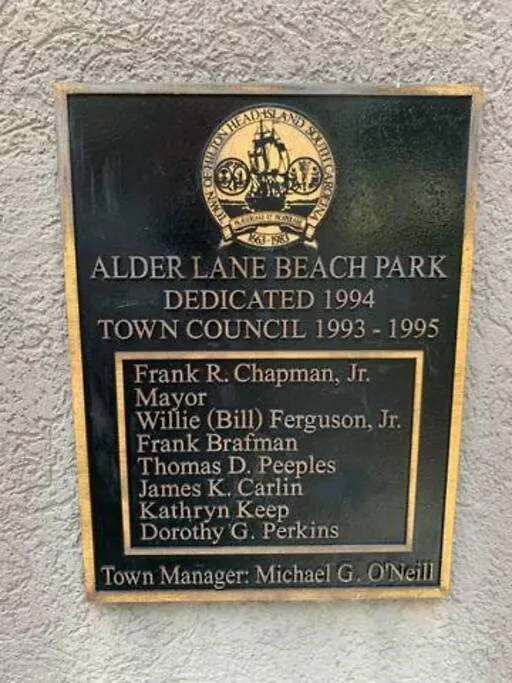 TOWN OF HILTON HEAD ISLAND, SOUTH CAROLINA
1663-1983
ALDER LANE BEACH PARK
DEDICATED 1994
TOWN COUNCIL 1993 - 1995
Frank R. Chapman, Jr.
Mayor
Willie (Bill) Ferguson, Jr.
Frank Brafman
Thomas D. Peeples
James K. Carlin
Kathryn Keep
Dorothy G. Perkins
Town Manager: Michael G. O'Neill